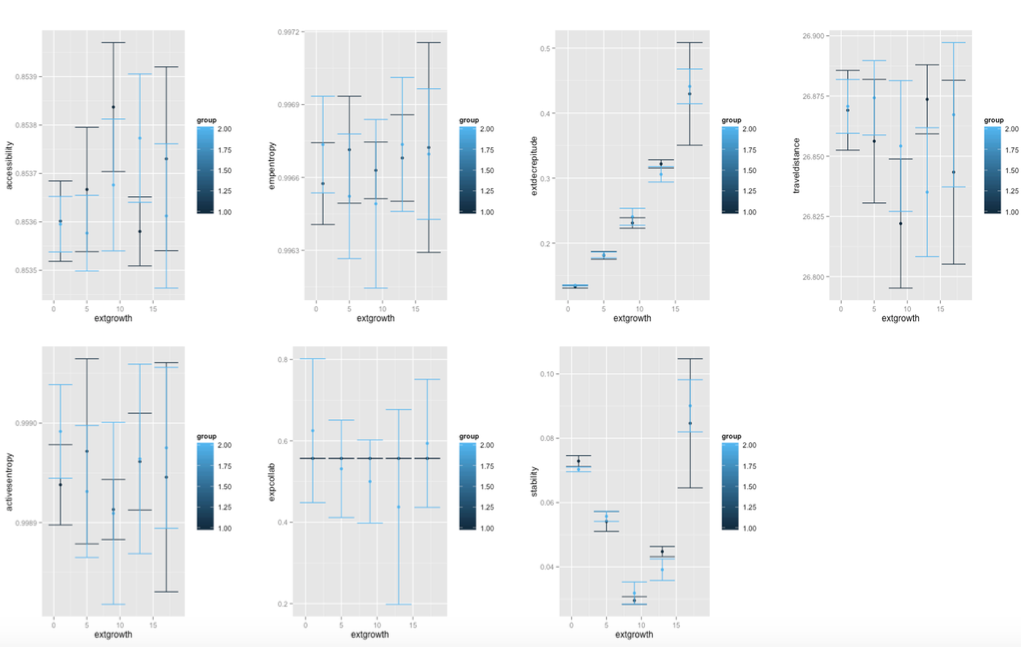 accessibility
0.8539
0.8538
0.8537
0.8536
0.8535
0 5 10 15
extgrowth
group
2.00
1.75
1.50
1.25
1.00
empentropy
0.9972
0.9969
0.9966
0.9963
0 5 10 15
extgrowth
group
2.00
1.75
1.50
1.25
1.00
extdecrepitude
0.5
0.4
0.3
0.2
0 5 10 15
extgrowth
group
2.00
1.75
1.50
1.25
1.00
traveldistance
26.900
26.875
26.850
26.825
26.800
0 5 10 15
extgrowth
group
2.00
1.75
1.50
1.25
1.00
activesentropy
0.9990
0.9989
0 5 10 15
extgrowth
group
2.00
1.75
1.50
1.25
1.00
expcollab
0.8
0.6
0.4
0.2
0 5 10 15
extgrowth
group
2.00
1.75
1.50
1.25
1.00
stability
0.10
0.08
0.06
0.04
0 5 10 15
extgrowth
group
2.00
1.75
1.50
1.25
1.00